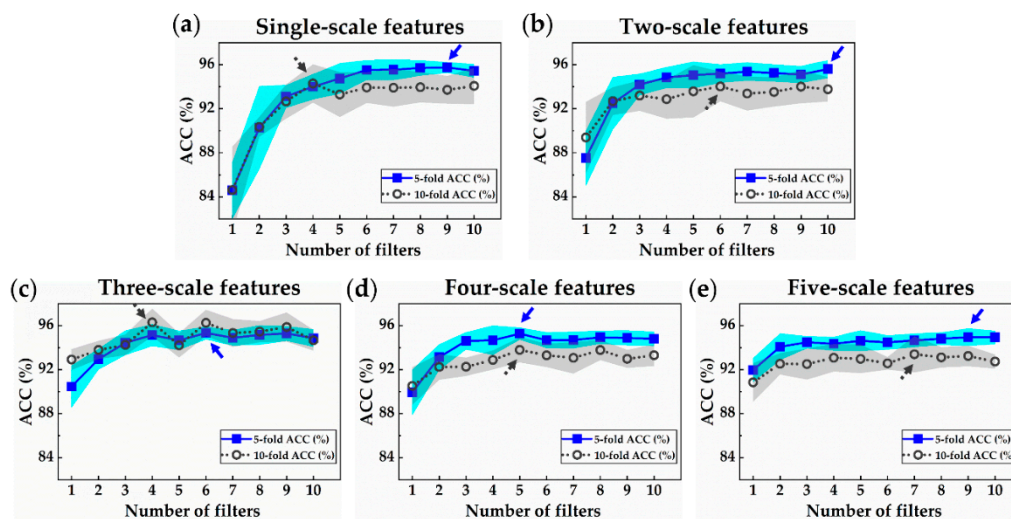 (a) Single-scale features
ACC (%)
96
92
88
84
5-fold ACC (%)
10-fold ACC (%)
1 2 3 4 5 6 7 8 9 10
Number of filters
(b) Two-scale features
ACC (%)
96
92
88
84
5-fold ACC (%)
10-fold ACC (%)
1 2 3 4 5 6 7 8 9 10
Number of filters
(c) Three-scale features
ACC (%)
96
92
88
84
5-fold ACC (%)
10-fold ACC (%)
1 2 3 4 5 6 7 8 9 10
Number of filters
(d) Four-scale features
ACC (%)
96
92
88
84
5-fold ACC (%)
10-fold ACC (%)
1 2 3 4 5 6 7 8 9 10
Number of filters
(e) Five-scale features
ACC (%)
96
92
88
84
5-fold ACC (%)
10-fold ACC (%)
1 2 3 4 5 6 7 8 9 10
Number of filters